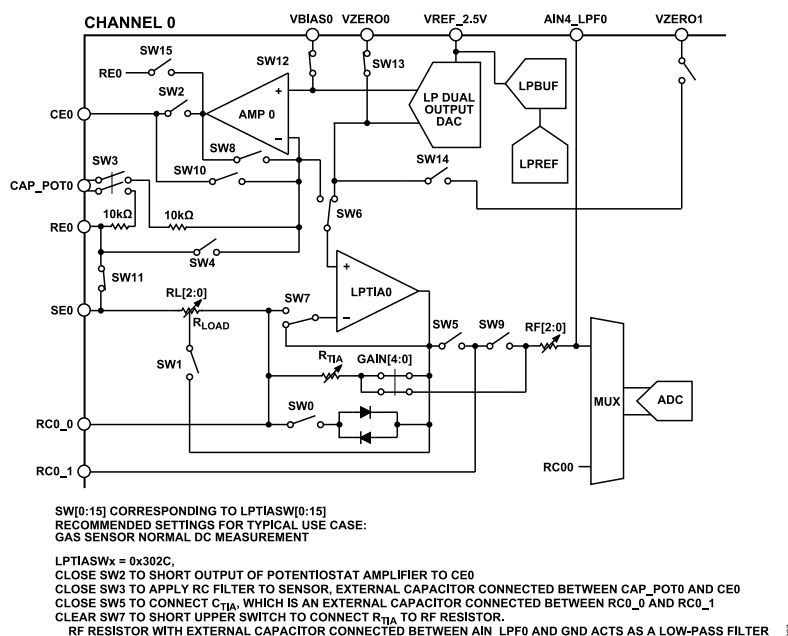 CHANNEL 0
VBIAS0
VZERO0
VREF_2.5V
AIN4_LPF0
VZERO1
SW15
RE0
SW12
SW13
SW2
CE0
AMP 0
+
−
LP DUAL
OUTPUT
DAC
LPBUF
LPREF
SW8
SW10
SW14
SW3
CAP_POT0
SW6
10kΩ
10kΩ
RE0
SW4
SW11
+
−
LPTIA0
RL[2:0]
SE0
RLOAD
SW7
SW5
SW9
RF[2:0]
SW1
RTIA
GAIN[4:0]
MUX
ADC
SW0
RC0_0
RC0_1
RC00
SW[0:15] CORRESPONDING TO LPTIASW[0:15]
RECOMMENDED SETTINGS FOR TYPICAL USE CASE:
GAS SENSOR NORMAL DC MEASUREMENT
LPTIASWx = 0x302C,
CLOSE SW2 TO SHORT OUTPUT OF POTENTIOSTAT AMPLIFIER TO CE0
CLOSE SW3 TO APPLY RC FILTER TO SENSOR, EXTERNAL CAPACITOR CONNECTED BETWEEN CAP_POT0 AND CE0
CLOSE SW5 TO CONNECT CTIA, WHICH IS AN EXTERNAL CAPACITOR CONNECTED BETWEEN RC0_0 AND RC0_1
CLEAR SW7 TO SHORT UPPER SWITCH TO CONNECT RTIA TO RF RESISTOR.
RF RESISTOR WITH EXTERNAL CAPACITOR CONNECTED BETWEEN AIN_LPF0 AND GND ACTS AS A LOW-PASS FILTER